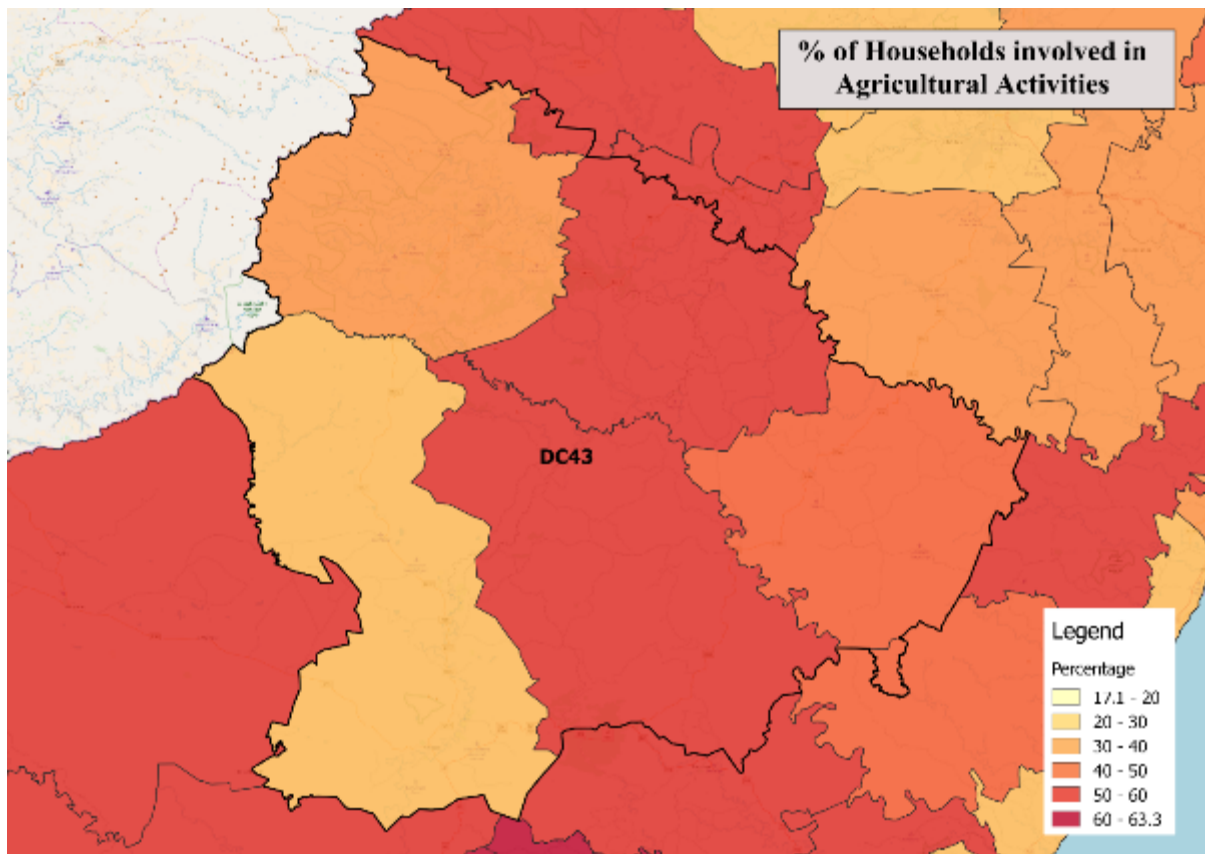 % of Households involved in
Agricultural Activities
DC43
Legend
Percentage
17.1 - 20
20 - 30
30 - 40
40 - 50
50 - 60
60 - 63.3